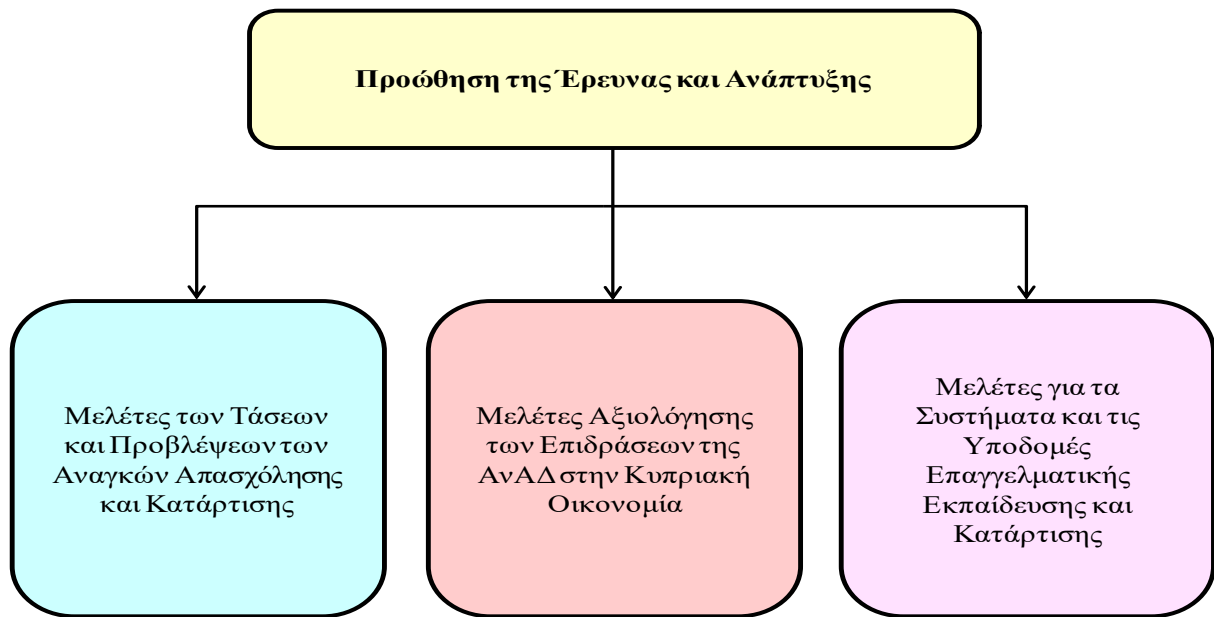 Προώθηση της Έρευνας και Ανάπτυξης
Μελέτες των Τάσεων
και Προβλέψεων των
Αναγκών Απασχόλησης
και Κατάρτισης
Μελέτες Αξιολόγησης
των Επιδράσεων της
ΑνΑΔ στην Κυπριακή
Οικονομία
Μελέτες για τα
Συστήματα και τις
Υποδομές
Επαγγελματικής
Εκπαίδευσης και
Κατάρτισης